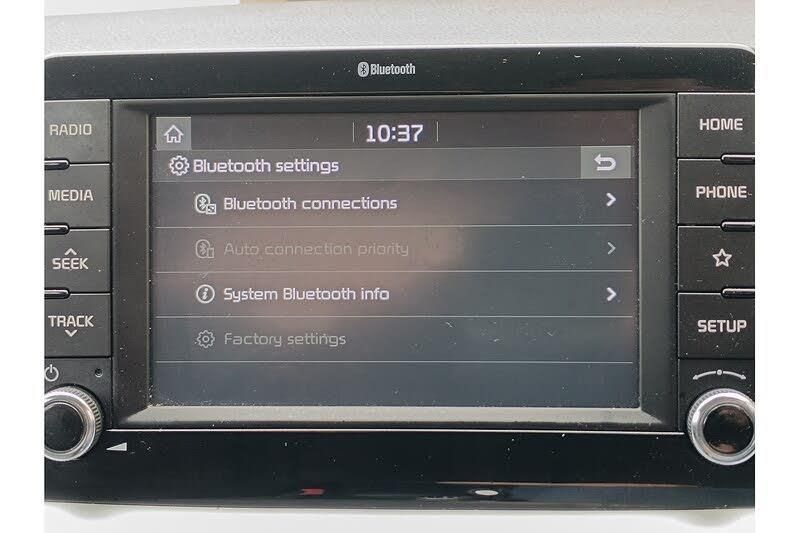 Bluetooth
RADIO
MEDIA
SEEK
TRACK
10:37
Bluetooth settings
Bluetooth connections
Auto connection priority
System Bluetooth info
Factory settings
HOME
PHONE
SETUP